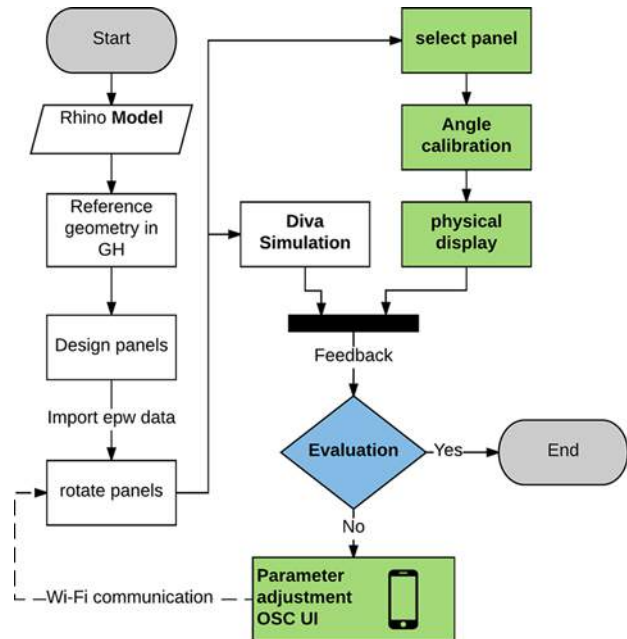 Start
Rhino Model
Reference
geometry in
GH
Design panels
Import epw data
rotate panels
select panel
Angle
calibration
physical
display
Diva
Simulation
Feedback
Evaluation
Yes
End
No
Parameter
adjustment
OSC UI
Wi-Fi communication